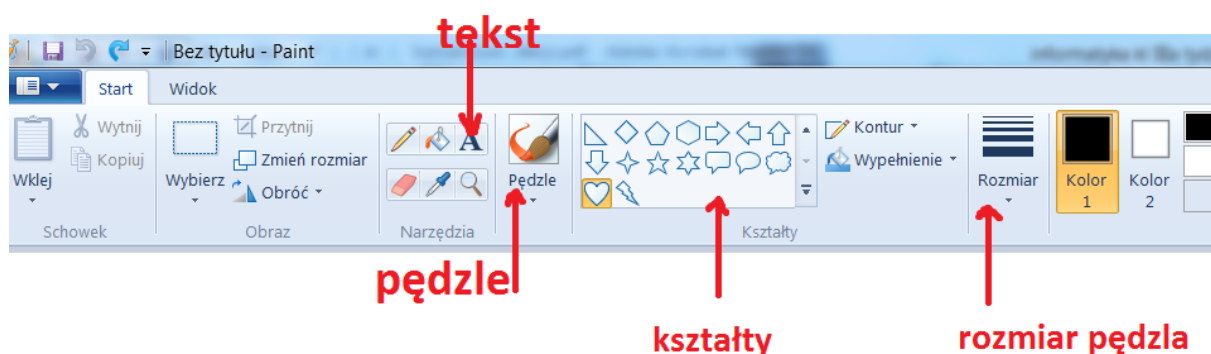 tekst
Bez tytułu - Paint
Start Widok
Wklej
Wytnij
Kopiuj
Schowek
Wybierz
Przytnij
Zmień rozmiar
Obróć
Obraz
A
Narzędzia
Pędzle
Kontur
Wypełnienie
Kształty
Rozmiar
Kolor
1
Kolor
2
pędzle
kształty
rozmiar pędzla